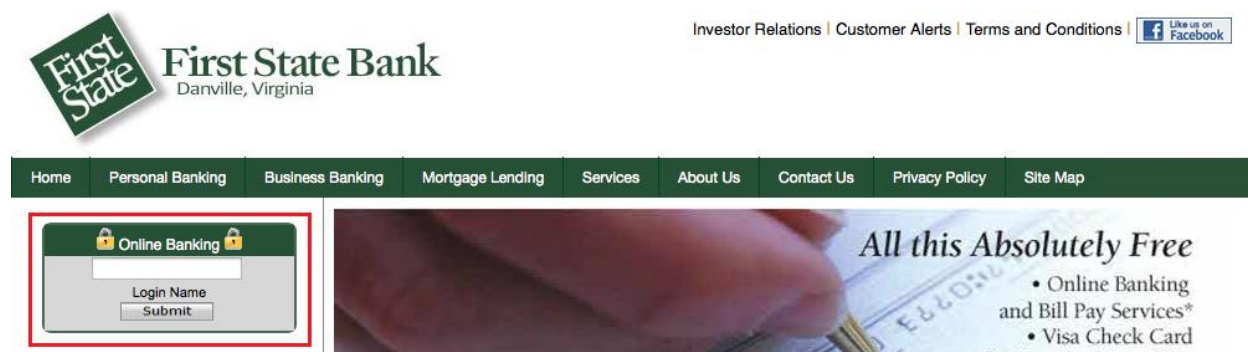 Investor Relations | Customer Alerts | Terms and Conditions |
Like us on
Facebook
First
State
First State Bank
Danville, Virginia
Home Personal Banking Business Banking Mortgage Lending Services About Us Contact Us Privacy Policy Site Map
Online Banking
Login Name
Submit
All this Absolutely Free
• Online Banking
and Bill Pay Services*
• Visa Check Card